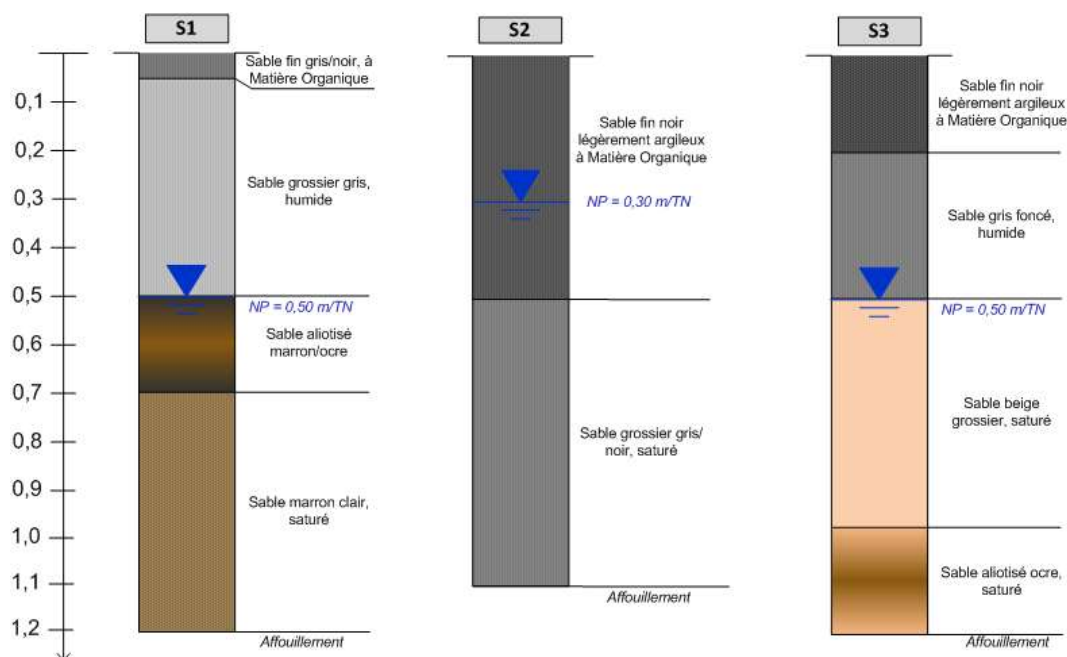 S1
S2
S3
0,1
0,2
0,3
0,4
0,5
0,6
0,7
0,8
0,9
1,0
1,1
1,2
Sable fin gris/noir, à
Matière Organique
Sable grossier gris,
humide
NP = 0,50 m/TN
Sable aliotisé
marron/ocre
Sable marron clair,
saturé
Affouillement
Sable fin noir
légèrement argileux
à Matière Organique
NP = 0,30 m/TN
Sable grossier gris/
noir, saturé
Affouillement
Sable fin noir
légèrement argileux
à Matière Organique
Sable gris foncé,
humide
NP = 0,50 m/TN
Sable beige
grossier, saturé
Sable aliotisé ocre,
saturé
Affouillement